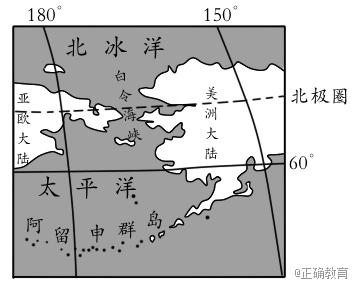 180° 150°
北冰洋
白令海峡
亚欧大陆
美洲大陆
北极圈
60°
太平洋
阿留申群岛
@正确教育